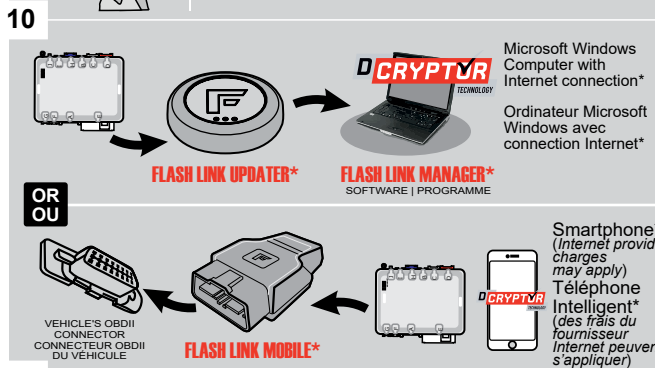 10
DCRYPTOR
TECHNOLOGY
Microsoft Windows
Computer with
Internet connection*
Ordinateur Microsoft
Windows avec
connection Internet*
FLASH LINK UPDATER*
FLASH LINK MANAGER*
SOFTWARE | PROGRAMME
OR
OU
VEHICLE'S OBDII
CONNECTOR
CONNECTEUR OBDII
DU VÉHICULE
FLASH LINK MOBILE*
DCRYPTOR
TECHNOLOGY
Smartphone
(Internet provid
charges
may apply)
Téléphone
Intelligent*
(des frais du
fournisseur
Internet peuven
s'appliquer)